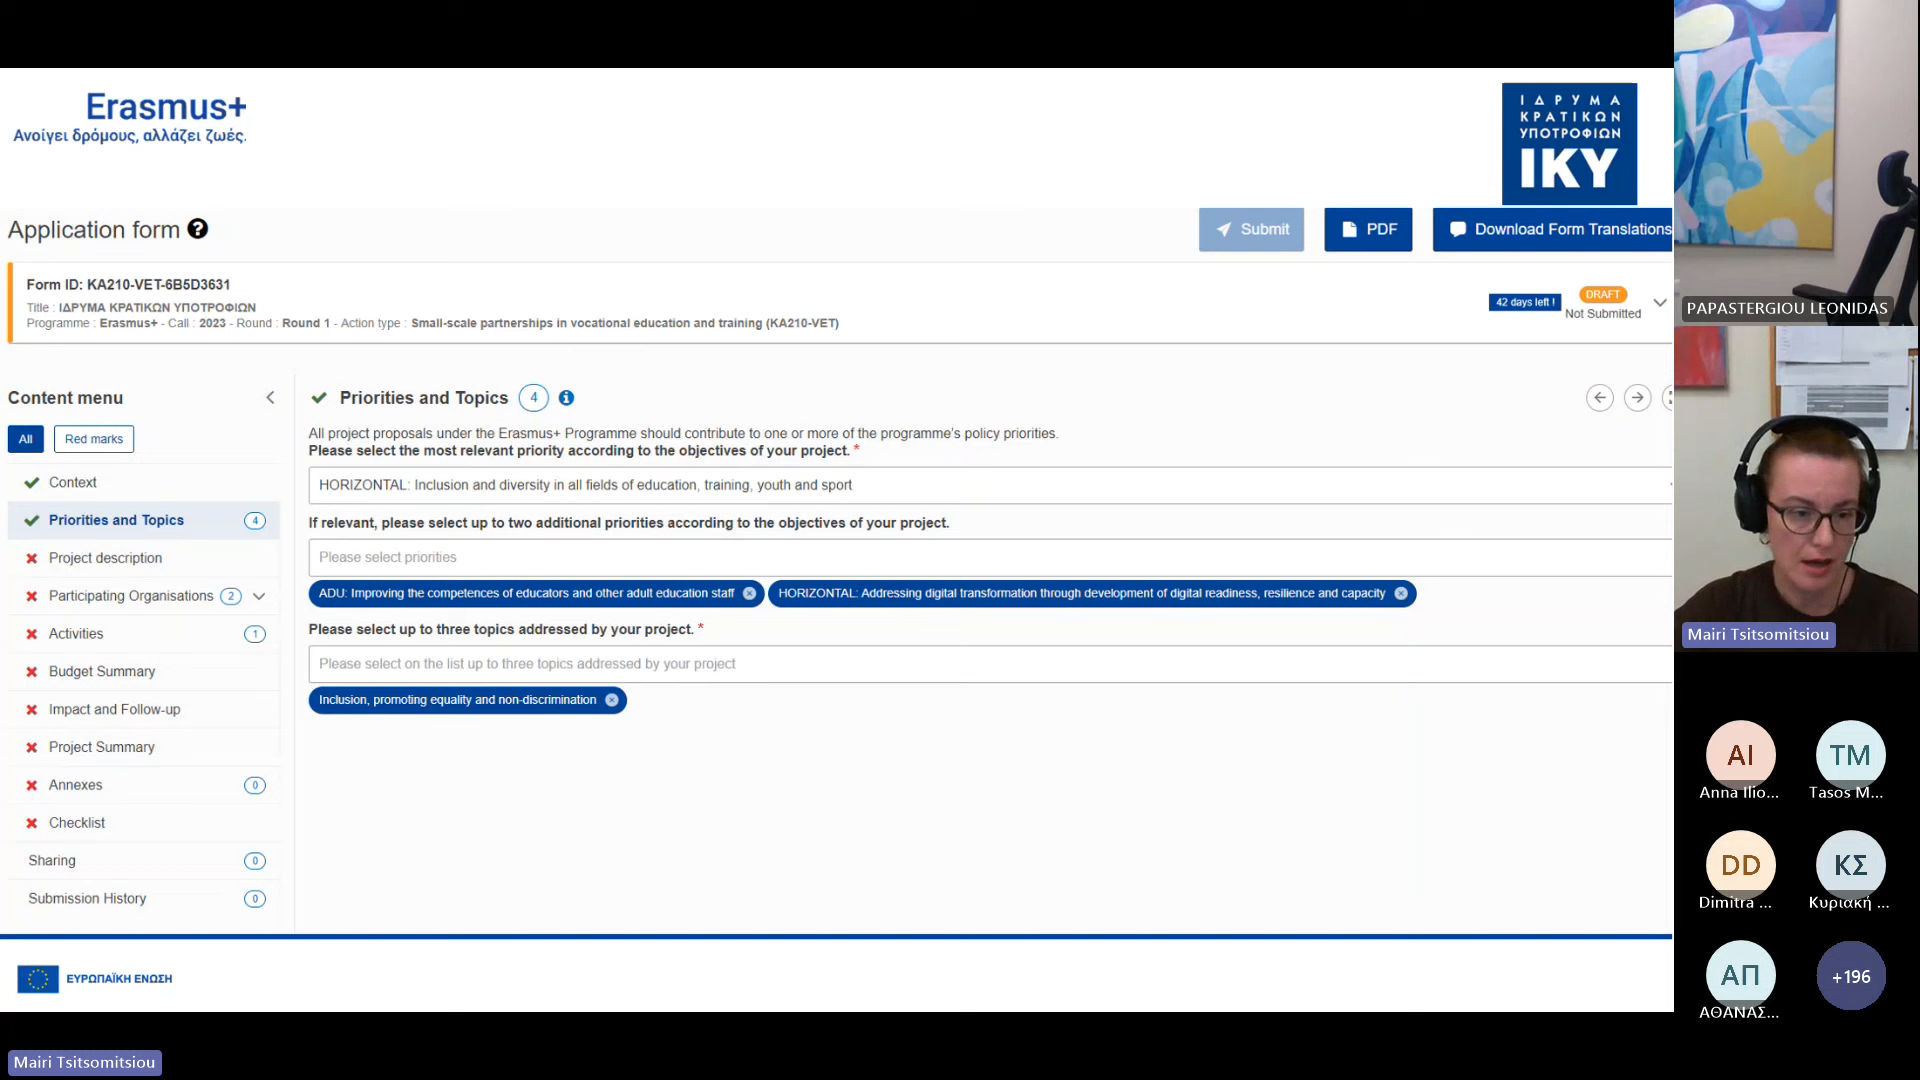 Erasmus+
Ανοίγει δρόμους, αλλάζει ζωές.
ΙΔΡΥΜΑ
ΚΡΑΤΙΚΩΝ
ΥΠΟΤΡΟΦΙΩΝ
ΙΚΥ
Application form ?
Submit
PDF
Download Form Translations
Form ID: KA210-VET-6B5D3631
Title : ΙΔΡΥΜΑ ΚΡΑΤΙΚΩΝ ΥΠΟΤΡΟΦΙΩΝ
Programme : Erasmus+ - Call : 2023 - Round : Round 1 - Action type : Small-scale partnerships in vocational education and training (KA210-VET)
42 days left !
DRAFT
Not Submitted
Content menu
All
Red marks
Context
Priorities and Topics 4
Project description
Participating Organisations 2
Activities 1
Budget Summary
Impact and Follow-up
Project Summary
Annexes 0
Checklist
Sharing 0
Submission History 0
Priorities and Topics 4
All project proposals under the Erasmus+ Programme should contribute to one or more of the programme's policy priorities.
Please select the most relevant priority according to the objectives of your project. *
HORIZONTAL: Inclusion and diversity in all fields of education, training, youth and sport
If relevant, please select up to two additional priorities according to the objectives of your project.
Please select priorities
ADU: Improving the competences of educators and other adult education staff
HORIZONTAL: Addressing digital transformation through development of digital readiness, resilience and capacity
Please select up to three topics addressed by your project. *
Please select on the list up to three topics addressed by your project
Inclusion, promoting equality and non-discrimination
ΕΥΡΩΠΑΪΚΗ ΕΝΩΣΗ
Mairi Tsitsomitsiou
PAPASTERGIOU LEONIDAS
Mairi Tsitsomitsiou
AI
Anna Ilio...
TM
Tasos M...
DD
Dimitra ...
ΚΣ
Κυριακή ...
ΑΠ
ΑΘΑΝΑΣ...
+196